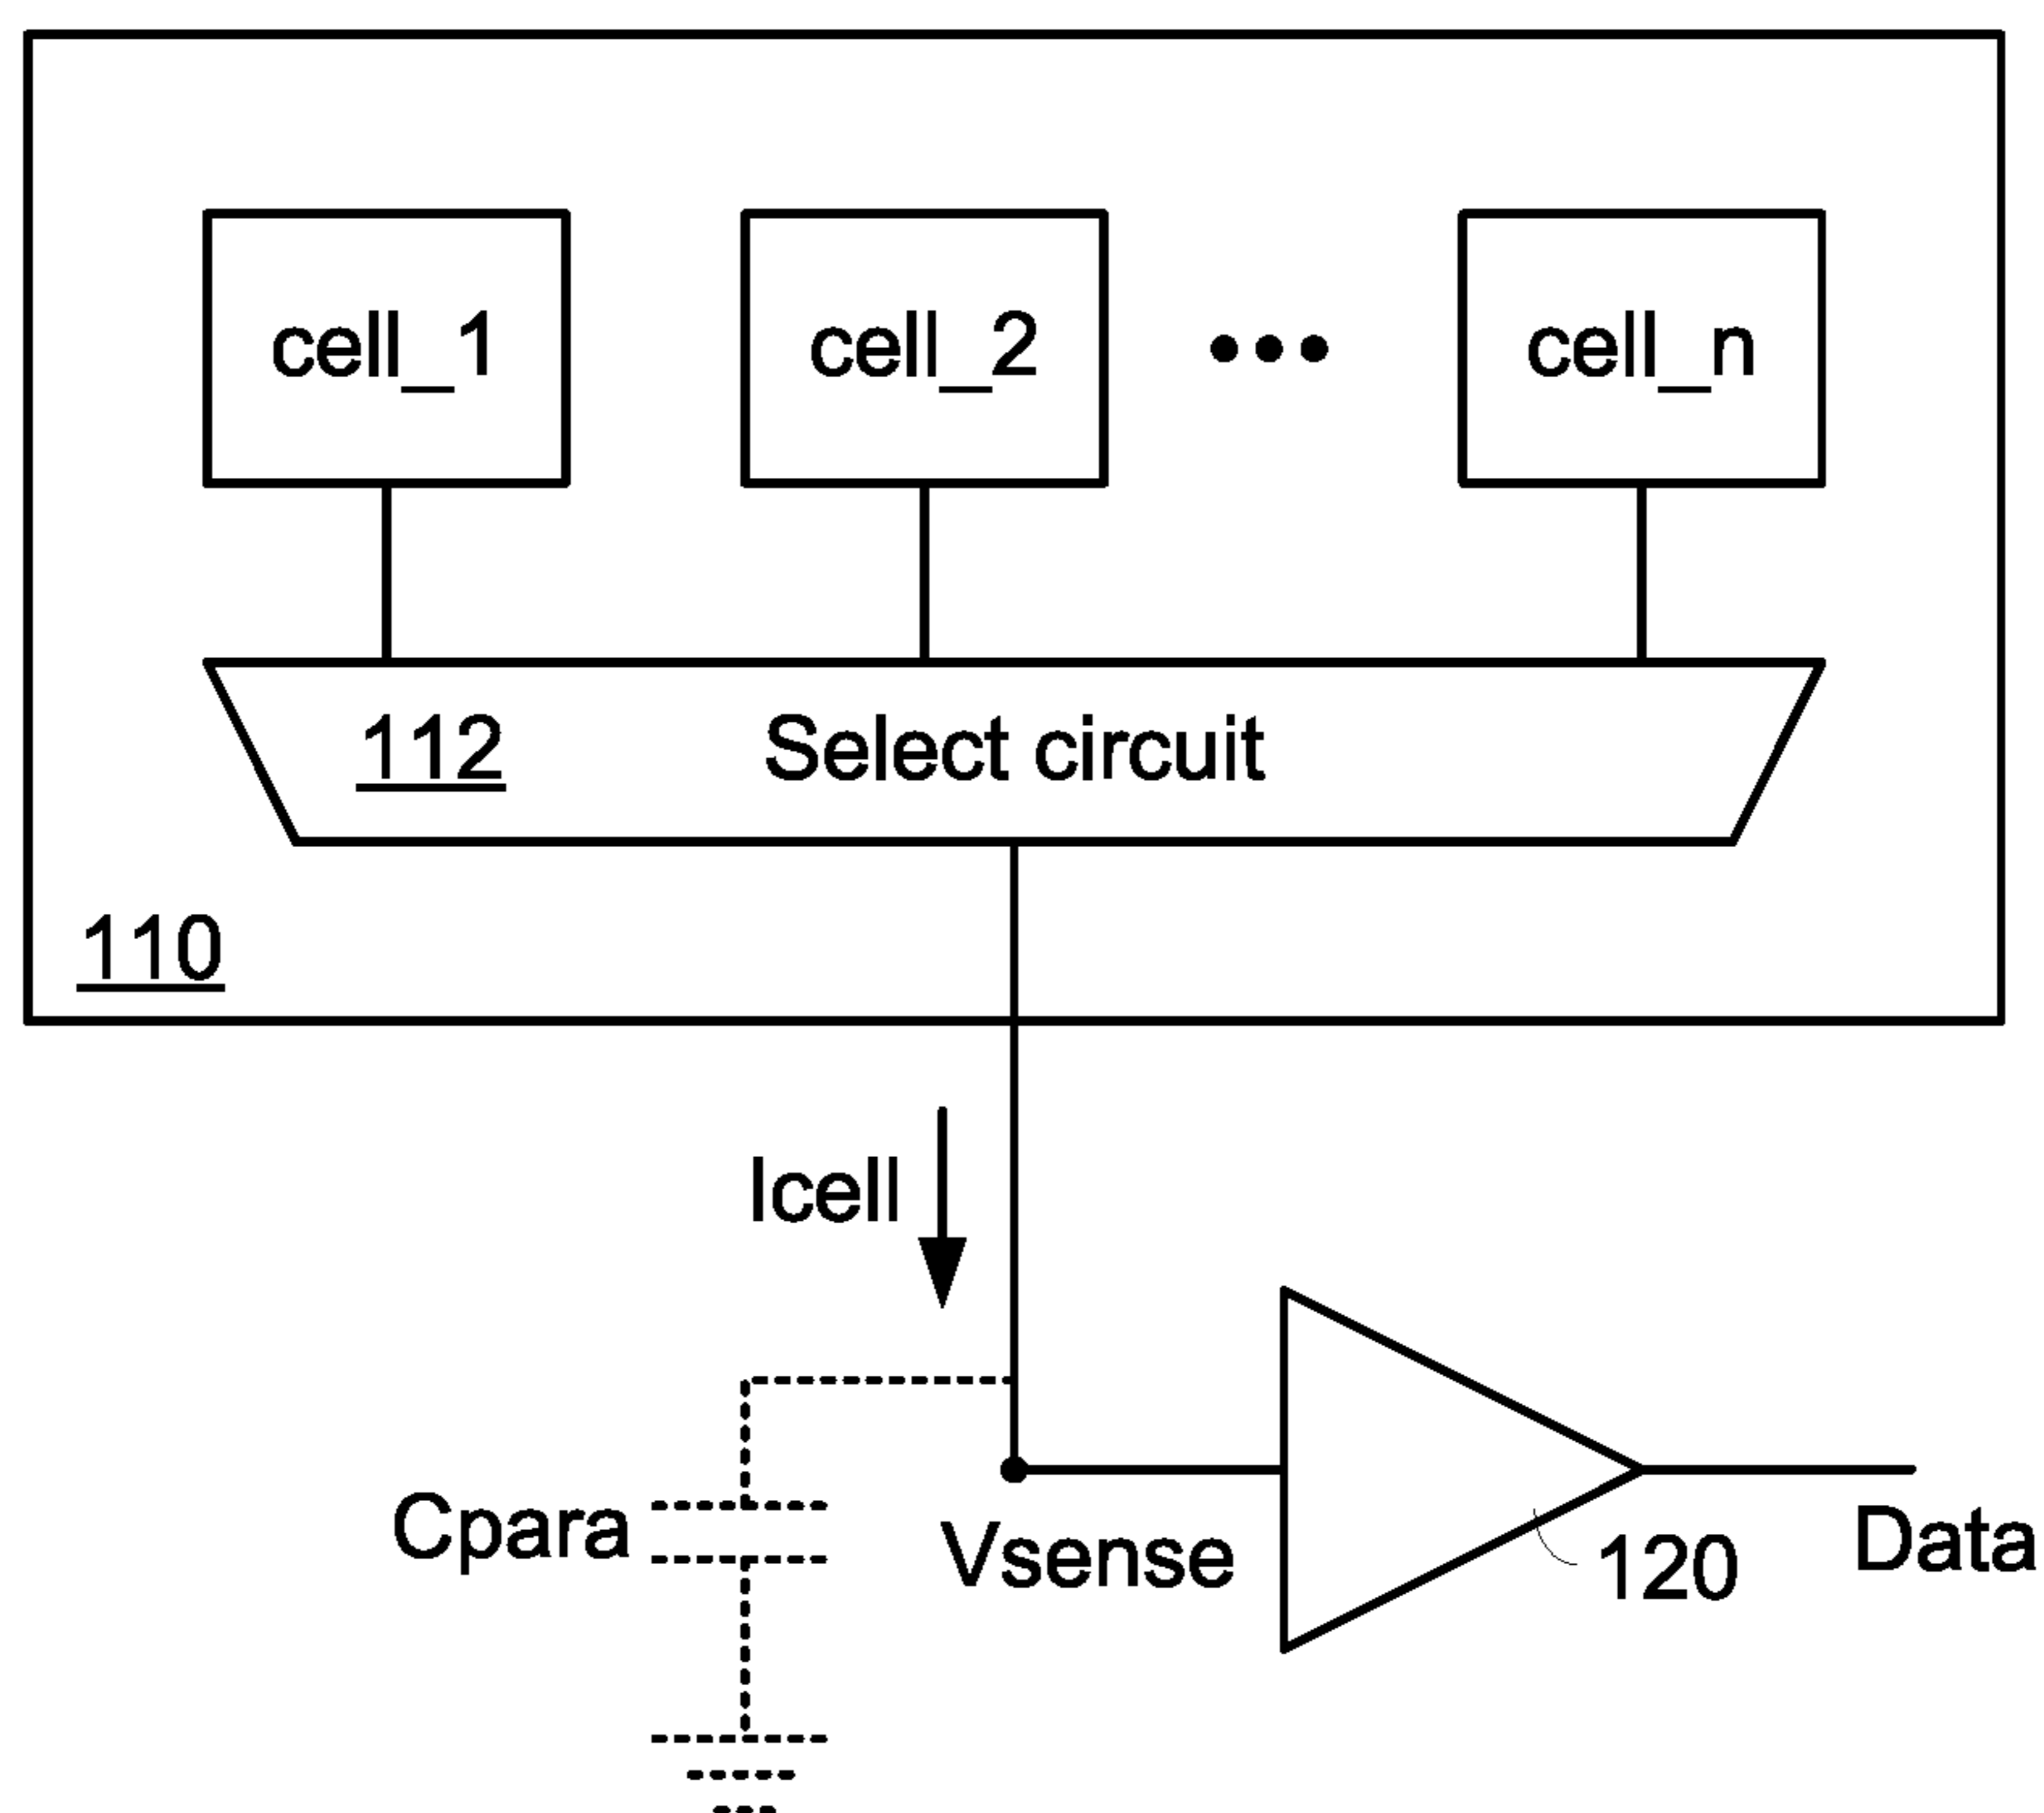 cell_1
cell_2
cell_n
112
Select circuit
110
Icell
Cpara
Vsense
120
Data